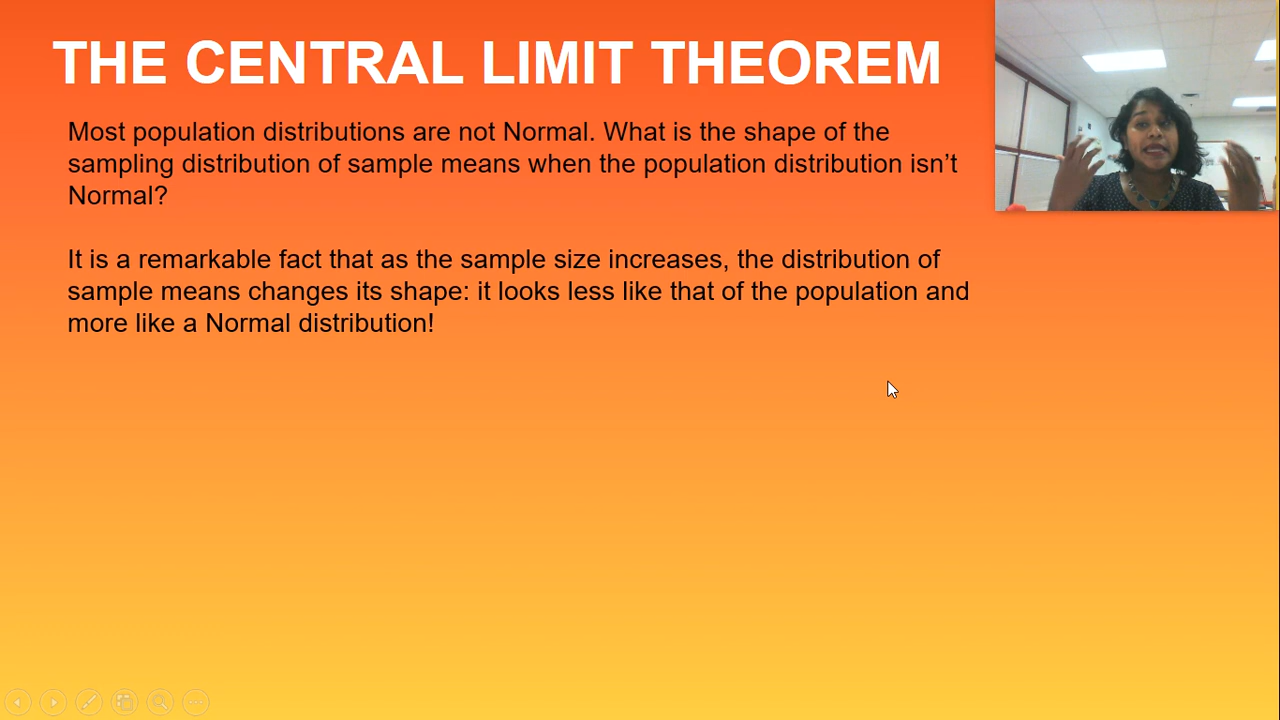 THE CENTRAL LIMIT THEOREM
Most population distributions are not Normal. What is the shape of the
sampling distribution of sample means when the population distribution isn’t
Normal?
It is a remarkable fact that as the sample size increases, the distribution of
sample means changes its shape: it looks less like that of the population and
more like a Normal distribution!